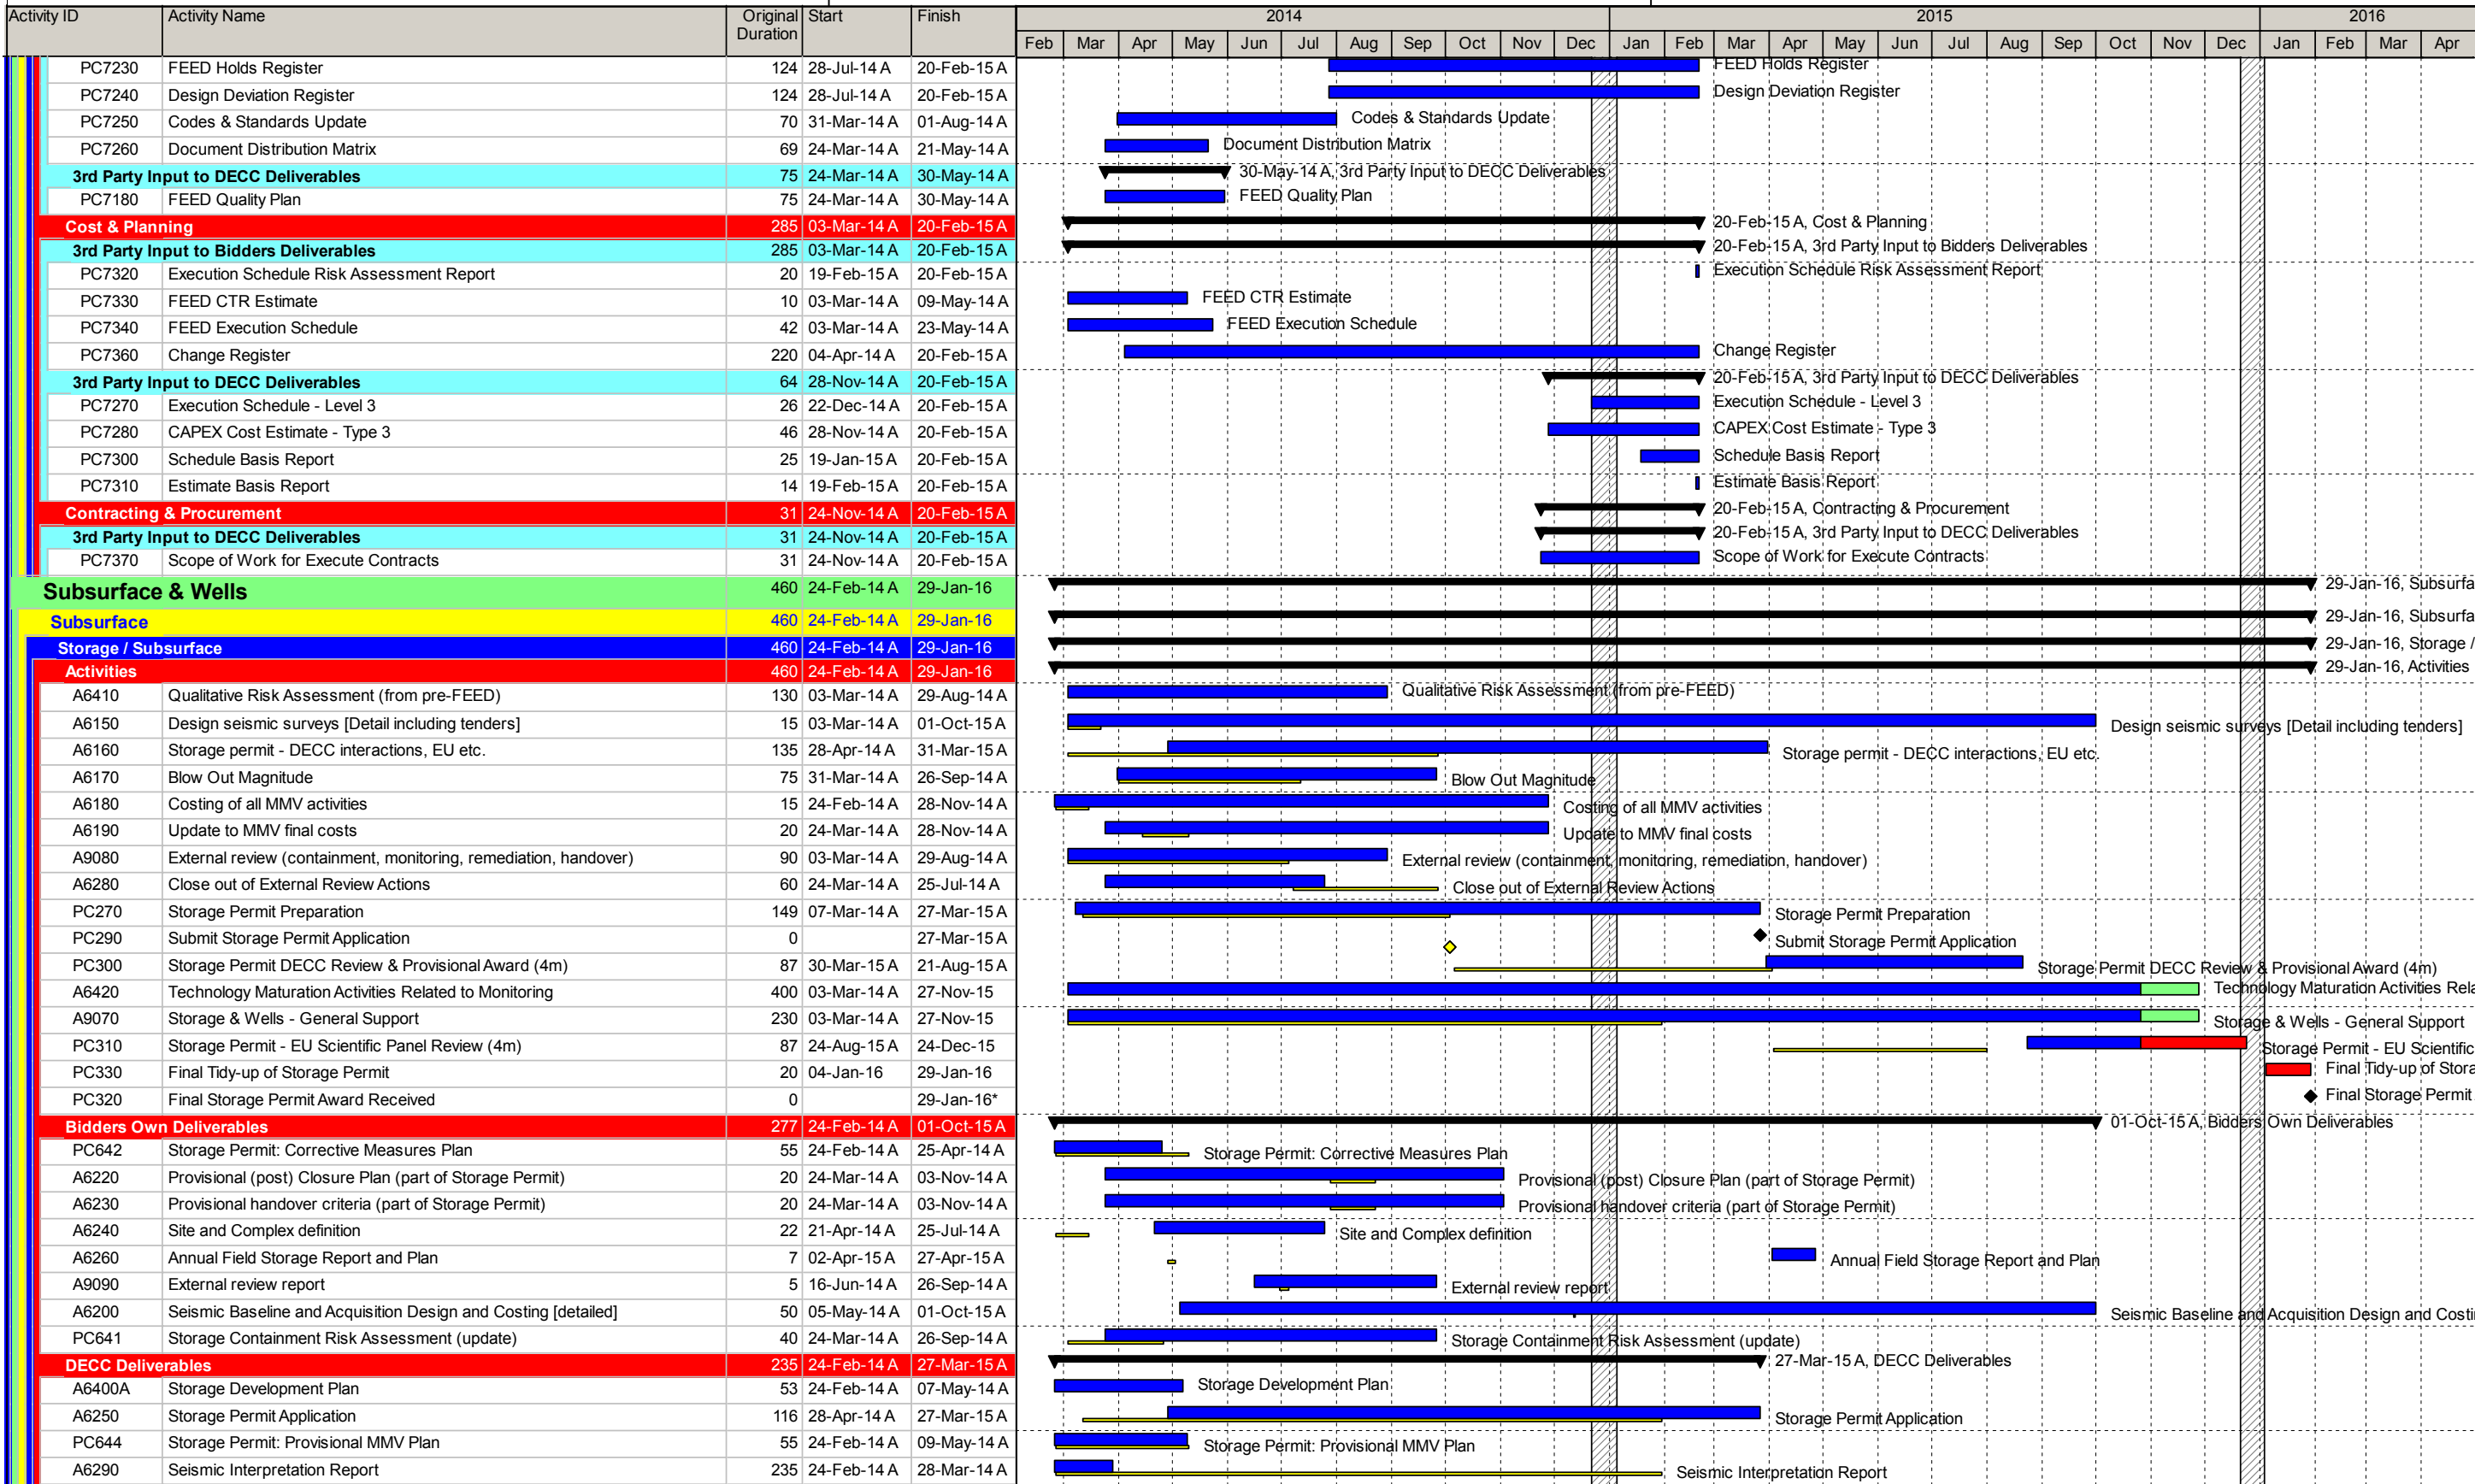 Activity ID Activity Name Original Duration Start Finish 2014 2015 2016
Feb Mar Apr May Jun Jul Aug Sep Oct Nov Dec Jan Feb Mar Apr May Jun Jul Aug Sep Oct Nov Dec Jan Feb Mar Apr
PC7230 FEED Holds Register 124 28-Jul-14 A 20-Feb-15 A FEED Holds Register
PC7240 Design Deviation Register 124 28-Jul-14 A 20-Feb-15 A Design Deviation Register
PC7250 Codes & Standards Update 70 31-Mar-14 A 01-Aug-14 A Codes & Standards Update
PC7260 Document Distribution Matrix 69 24-Mar-14 A 21-May-14 A Document Distribution Matrix
3rd Party Input to DECC Deliverables 75 24-Mar-14 A 30-May-14 A 30-May-14 A, 3rd Party Input to DECC Deliverables
PC7180 FEED Quality Plan 75 24-Mar-14 A 30-May-14 A FEED Quality Plan
Cost & Planning 285 03-Mar-14 A 20-Feb-15 A 20-Feb-15 A, Cost & Planning
3rd Party Input to Bidders Deliverables 285 03-Mar-14 A 20-Feb-15 A 20-Feb-15 A, 3rd Party Input to Bidders Deliverables
PC7320 Execution Schedule Risk Assessment Report 20 19-Feb-15 A 20-Feb-15 A Execution Schedule Risk Assessment Report
PC7330 FEED CTR Estimate 10 03-Mar-14 A 09-May-14 A FEED CTR Estimate
PC7340 FEED Execution Schedule 42 03-Mar-14 A 23-May-14 A FEED Execution Schedule
PC7360 Change Register 220 04-Apr-14 A 20-Feb-15 A Change Register
3rd Party Input to DECC Deliverables 64 28-Nov-14 A 20-Feb-15 A 20-Feb-15 A, 3rd Party Input to DECC Deliverables
PC7270 Execution Schedule - Level 3 26 22-Dec-14 A 20-Feb-15 A Execution Schedule - Level 3
PC7280 CAPEX Cost Estimate - Type 3 46 28-Nov-14 A 20-Feb-15 A CAPEX Cost Estimate - Type 3
PC7300 Schedule Basis Report 25 19-Jan-15 A 20-Feb-15 A Schedule Basis Report
PC7310 Estimate Basis Report 14 19-Feb-15 A 20-Feb-15 A Estimate Basis Report
Contracting & Procurement 31 24-Nov-14 A 20-Feb-15 A 20-Feb-15 A, Contracting & Procurement
3rd Party Input to DECC Deliverables 31 24-Nov-14 A 20-Feb-15 A 20-Feb-15 A, 3rd Party Input to DECC Deliverables
PC7370 Scope of Work for Execute Contracts 31 24-Nov-14 A 20-Feb-15 A Scope of Work for Execute Contracts
Subsurface & Wells 460 24-Feb-14 A 29-Jan-16 29-Jan-16, Subsurfa
Subsurface 460 24-Feb-14 A 29-Jan-16 29-Jan-16, Subsurfa
Storage / Subsurface 460 24-Feb-14 A 29-Jan-16 29-Jan-16, Storage /
Activities 460 24-Feb-14 A 29-Jan-16 29-Jan-16, Activities
A6410 Qualitative Risk Assessment (from pre-FEED) 130 03-Mar-14 A 29-Aug-14 A Qualitative Risk Assessment (from pre-FEED)
A6150 Design seismic surveys [Detail including tenders] 15 03-Mar-14 A 01-Oct-15 A Design seismic surveys [Detail including tenders]
A6160 Storage permit - DECC interactions, EU etc. 135 28-Apr-14 A 31-Mar-15 A Storage permit - DECC interactions, EU etc.
A6170 Blow Out Magnitude 75 31-Mar-14 A 26-Sep-14 A Blow Out Magnitude
A6180 Costing of all MMV activities 15 24-Feb-14 A 28-Nov-14 A Costing of all MMV activities
A6190 Update to MMV final costs 20 24-Mar-14 A 28-Nov-14 A Update to MMV final costs
A9080 External review (containment, monitoring, remediation, handover) 90 03-Mar-14 A 29-Aug-14 A External review (containment, monitoring, remediation, handover)
A6280 Close out of External Review Actions 60 24-Mar-14 A 25-Jul-14 A Close out of External Review Actions
PC270 Storage Permit Preparation 149 07-Mar-14 A 27-Mar-15 A Storage Permit Preparation
PC290 Submit Storage Permit Application 0 27-Mar-15 A Submit Storage Permit Application
PC300 Storage Permit DECC Review & Provisional Award (4m) 87 30-Mar-15 A 21-Aug-15 A Storage Permit DECC Review & Provisional Award (4m)
A6420 Technology Maturation Activities Related to Monitoring 400 03-Mar-14 A 27-Nov-15 Technology Maturation Activities Rela
A9070 Storage & Wells - General Support 230 03-Mar-14 A 27-Nov-15 Storage & Wells - General Support
PC310 Storage Permit - EU Scientific Panel Review (4m) 87 24-Aug-15 A 24-Dec-15 Storage Permit - EU Scientific
PC330 Final Tidy-up of Storage Permit 20 04-Jan-16 29-Jan-16 Final Tidy-up of Stora
PC320 Final Storage Permit Award Received 0 29-Jan-16* Final Storage Permit
Bidders Own Deliverables 277 24-Feb-14 A 01-Oct-15 A 01-Oct-15 A, Bidders Own Deliverables
PC642 Storage Permit: Corrective Measures Plan 55 24-Feb-14 A 25-Apr-14 A Storage Permit: Corrective Measures Plan
A6220 Provisional (post) Closure Plan (part of Storage Permit) 20 24-Mar-14 A 03-Nov-14 A Provisional (post) Closure Plan (part of Storage Permit)
A6230 Provisional handover criteria (part of Storage Permit) 20 24-Mar-14 A 03-Nov-14 A Provisional handover criteria (part of Storage Permit)
A6240 Site and Complex definition 22 21-Apr-14 A 25-Jul-14 A Site and Complex definition
A6260 Annual Field Storage Report and Plan 7 02-Apr-15 A 27-Apr-15 A Annual Field Storage Report and Plan
A9090 External review report 5 16-Jun-14 A 26-Sep-14 A External review report
A6200 Seismic Baseline and Acquisition Design and Costing [detailed] 50 05-May-14 A 01-Oct-15 A Seismic Baseline and Acquisition Design and Costi
PC641 Storage Containment Risk Assessment (update) 40 24-Mar-14 A 26-Sep-14 A Storage Containment Risk Assessment (update)
DECC Deliverables 235 24-Feb-14 A 27-Mar-15 A 27-Mar-15 A, DECC Deliverables
A6400A Storage Development Plan 53 24-Feb-14 A 07-May-14 A Storage Development Plan
A6250 Storage Permit Application 116 28-Apr-14 A 27-Mar-15 A Storage Permit Application
PC644 Storage Permit: Provisional MMV Plan 55 24-Feb-14 A 09-May-14 A Storage Permit: Provisional MMV Plan
A6290 Seismic Interpretation Report 235 24-Feb-14 A 28-Mar-14 A Seismic Interpretation Report